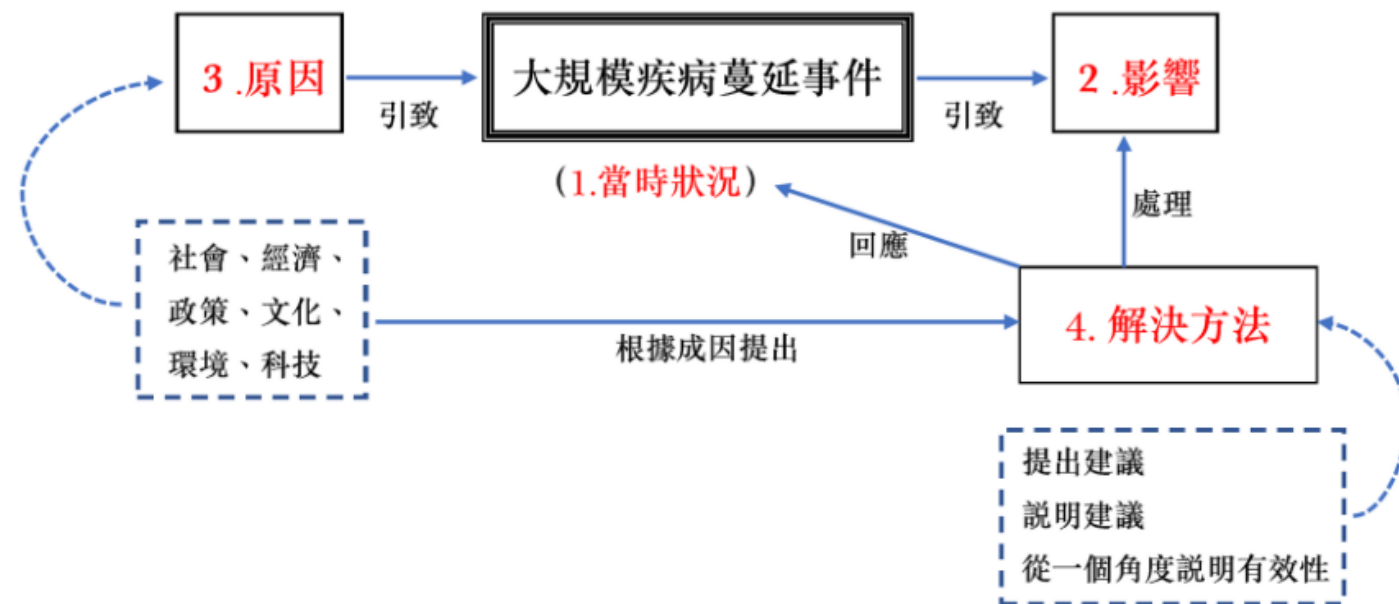 3 .原因
引致
大規模疾病蔓延事件
引致
2 .影響
(1.當時狀況)
處理
回應
社會、經濟、
政策、文化、
環境、科技
根據成因提出
4. 解決方法
提出建議
説明建議
從一個角度説明有效性